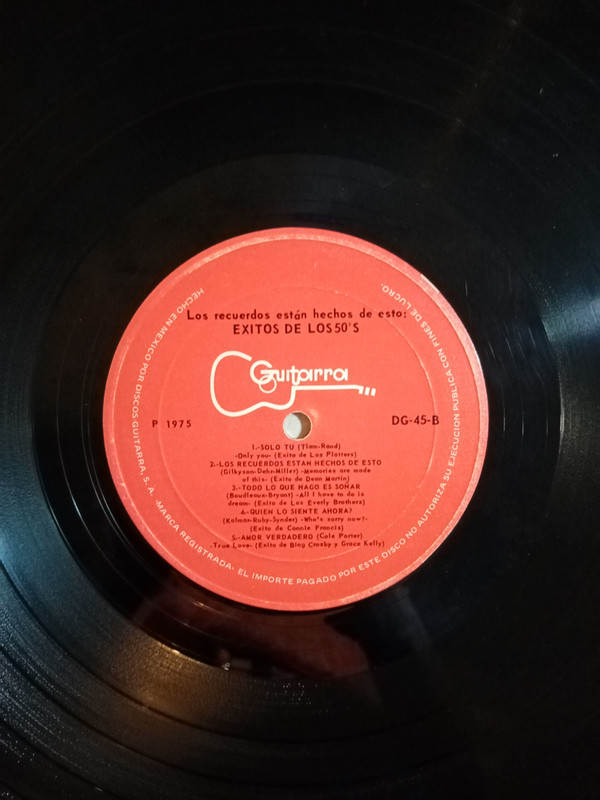 Los recuerdos están hechos de esto:
EXITOS DE LOS 50'S
Guitarra
P 1975
DG-45-B
1.-SOLO TU (Tlam-Rand)
-Only you- (Exito de Los Platters)
2.-LOS RECUERDOS ESTAN HECHOS DE ESTO
(Gilkyson-Dehr-Miller) -Memories are made
of this- (Exito de Dean Martin)
3.-TODO LO QUE HAGO ES SOÑAR
(Boudleaux-Bryant) -All I have to do is
dream- (Exito de Los Everly Brothers)
4.-QUIEN LO SIENTE AHORA?
(Kolmar-Ruby-Synder) -Who's sorry now?-
(Exito de Connie Francis)
5.-AMOR VERDADERO (Cole Porter)
-True Love- (Exito de Bing Crosby y Grace Kelly)
HECHO EN MEXICO POR DISCOS GUITARRA, S. A. -MARCA REGISTRADA- EL IMPORTE PAGADO POR ESTE DISCO NO AUTORIZA SU EJECUCION PUBLICA CON FINES DE LUCRO.